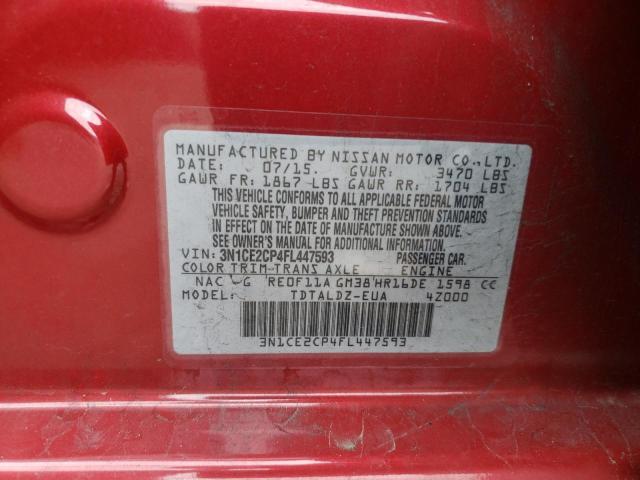 MANUFACTURED BY NISSAN MOTOR CO., LTD.
DATE: 07/15. GVWR: 3470 LBS
GAWR FR: 1867 LBS GAWR RR: 1704 LBS
THIS VEHICLE CONFORMS TO ALL APPLICABLE FEDERAL MOTOR
VEHICLE SAFETY, BUMPER AND THEFT PREVENTION STANDARDS
IN EFFECT ON THE DATE OF MANUFACTURE SHOWN ABOVE.
SEE OWNER'S MANUAL FOR ADDITIONAL INFORMATION.
VIN: 3N1CE2CP4FL447593 PASSENGER CAR.
COLOR TRIM-TRANS AXLE ENGINE
NAC G RE0F11A GM38 HR16DE 1598 CC
MODEL: TDTALDZ-EUA 4Z000
3N1CE2CP4FL447593